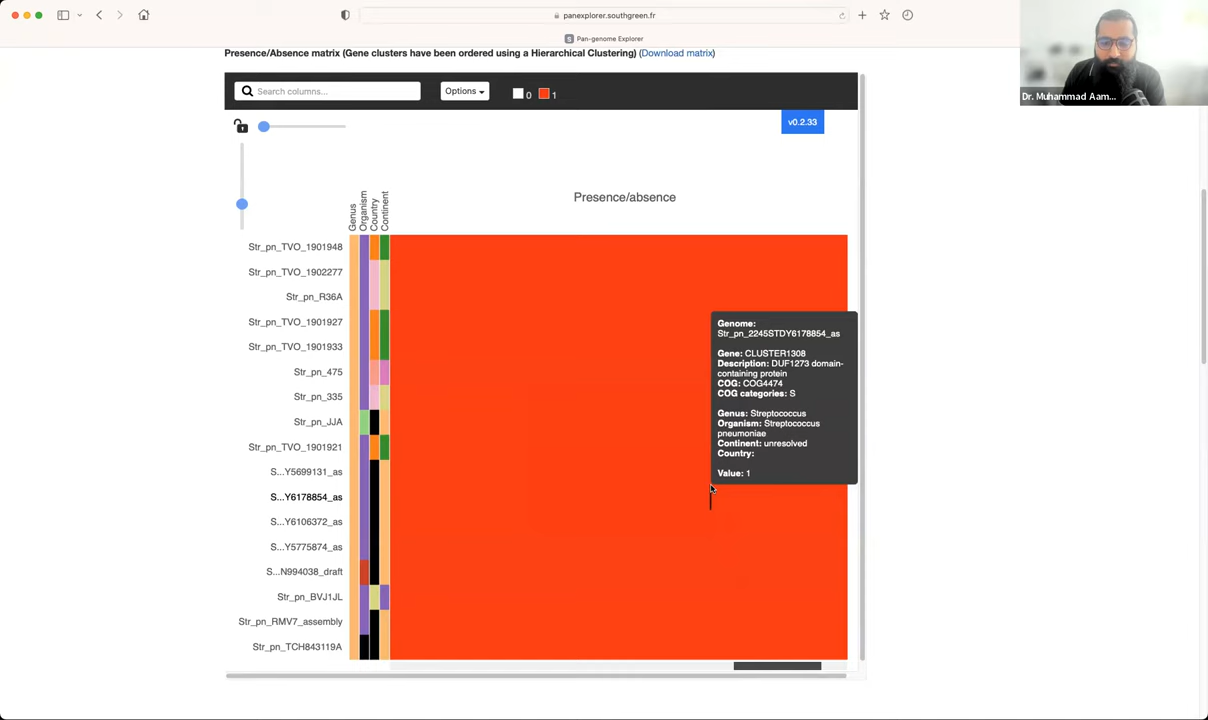 panexplorer.southgreen.fr
S Pan-genome Explorer
Presence/Absence matrix (Gene clusters have been ordered using a Hierarchical Clustering) (Download matrix)
Search columns...
Options
0
1
v0.2.33
Presence/absence
Genus
Organism
Country
Continent
Str_pn_TVO_1901948
Str_pn_TVO_1902277
Str_pn_R36A
Str_pn_TVO_1901927
Str_pn_TVO_1901933
Str_pn_475
Str_pn_335
Str_pn_JJA
Str_pn_TVO_1901921
S...Y5699131_as
S...Y6178854_as
S...Y6106372_as
S...Y5775874_as
S...N994038_draft
Str_pn_BVJ1JL
Str_pn_RMV7_assembly
Str_pn_TCH843119A
Genome:
Str_pn_2245STDY6178854_as
Gene: CLUSTER1308
Description: DUF1273 domain-
containing protein
COG: COG4474
COG categories: S
Genus: Streptococcus
Organism: Streptococcus
pneumoniae
Continent: unresolved
Country:
Value: 1
Dr. Muhammad Aam...